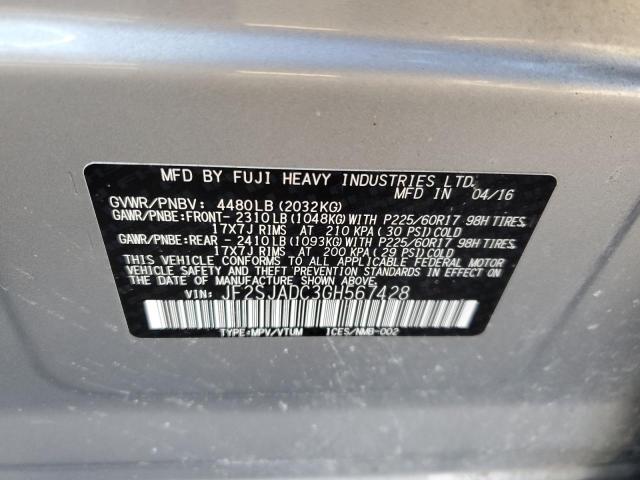 MFD BY FUJI HEAVY INDUSTRIES LTD.
MFD IN 04/16
GVWR/PNBV: 4480LB (2032KG)
GAWR/PNBE:FRONT- 2310LB (1048KG)WITH P225/60R17 98H TIRES
17X7J RIMS AT 210 KPA (30 PSI)COLD
GAWR/PNBE:REAR - 2410LB (1093KG)WITH P225/60R17 98H TIRES
17X7J RIMS AT 200 KPA (29 PSI)COLD
THIS VEHICLE CONFORMS TO ALL APPLICABLE FEDERAL MOTOR
VEHICLE SAFETY AND BUMPER STANDARDS IN EFFECT ON
THE DATE OF MANUFACTURE SHOWN ABOVE.
VIN: JF2SJADC3GH567428
TYPE:MPV/VTUM ICES/NMB-002